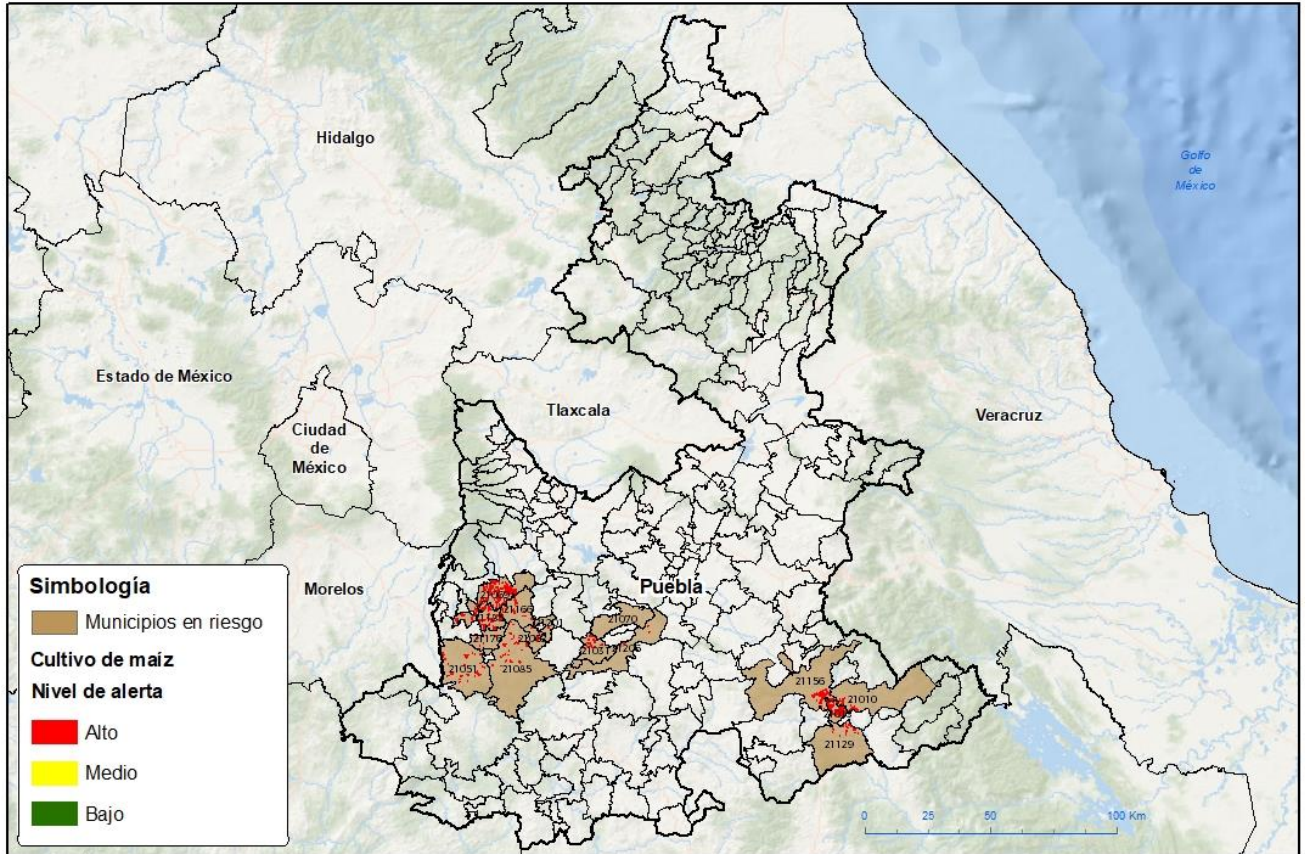 Hidalgo
Golfo
de
México
Estado de México
Tlaxcala
Veracruz
Ciudad
de
México
Morelos
Puebla
21166
21070
21051
21085
21156
21010
21129
Simbología
Municipios en riesgo
Cultivo de maíz
Nivel de alerta
Alto
Medio
Bajo
0 25 50 100 Km